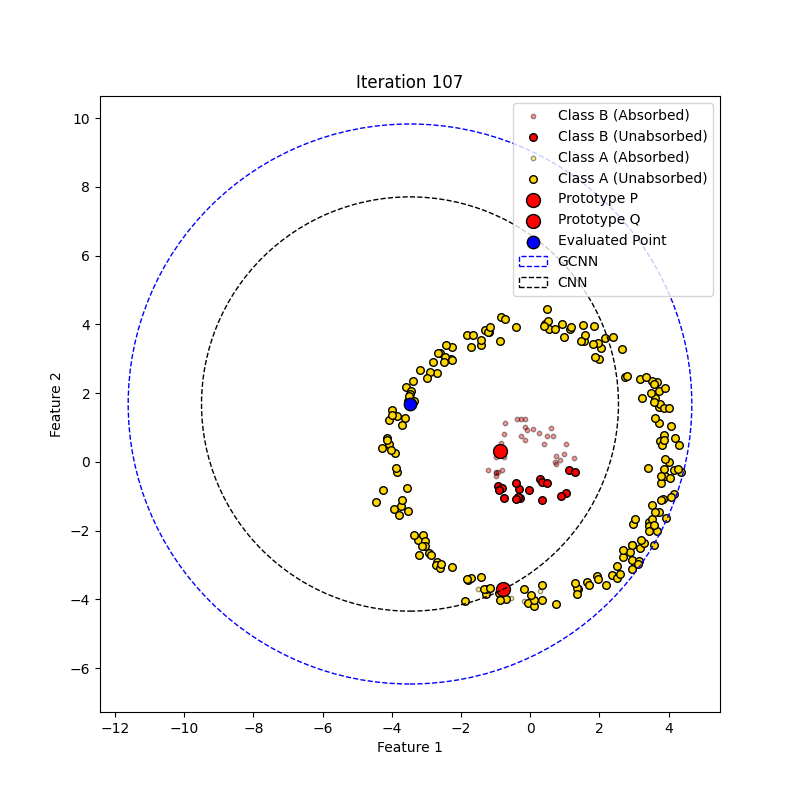 Iteration 107
Class B (Absorbed)
Class B (Unabsorbed)
Class A (Absorbed)
Class A (Unabsorbed)
Prototype P
Prototype Q
Evaluated Point
GCNN
CNN
10
8
6
4
2
0
−2
−4
−6
Feature 2
−12 −10 −8 −6 −4 −2 0 2 4
Feature 1